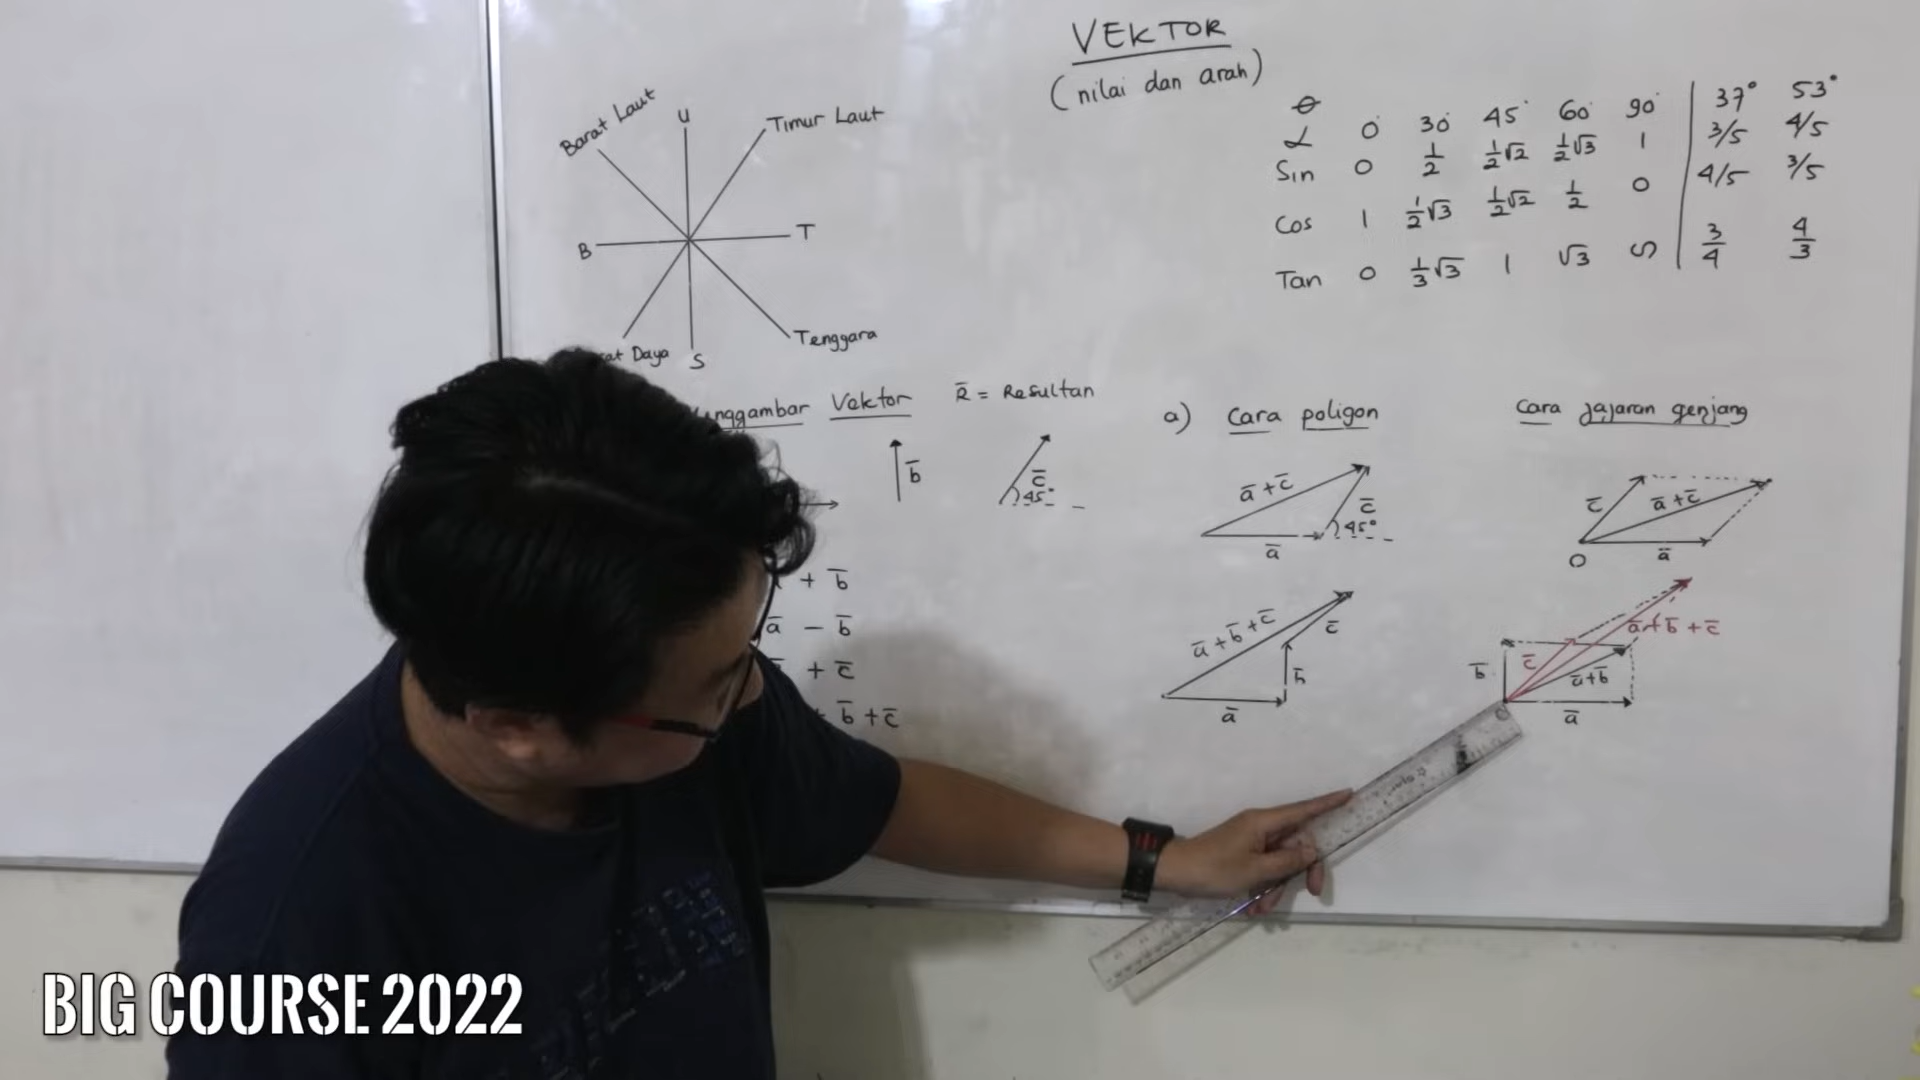 VEKTOR
(nilai dan arah)
Barat Laut
U
Timur Laut
B
T
Daya
S
Tenggara
θ
α 0° 30° 45° 60° 90° 37° 53°
Sin 0 1/2 1/2√2 1/2√3 1 3/5 4/5
Cos 1 1/2√3 1/2√2 1/2 0 4/5 3/5
Tan 0 1/3√3 1 √3 ∽ 3/4 4/3
Vektor R̄ = Resultan
b̄
c̄
45°
+ b̄
ā - b̄
+ c̄
+ b̄ + c̄
a) Cara poligon
ā + c̄
c̄
45°
ā
ā + b̄ + c̄
c̄
b̄
ā
Cara jajaran genjang
c̄
ā + c̄
ā
O
ā + b̄ + c̄
b̄
c̄
ā + b̄
ā
O
BIG COURSE 2022